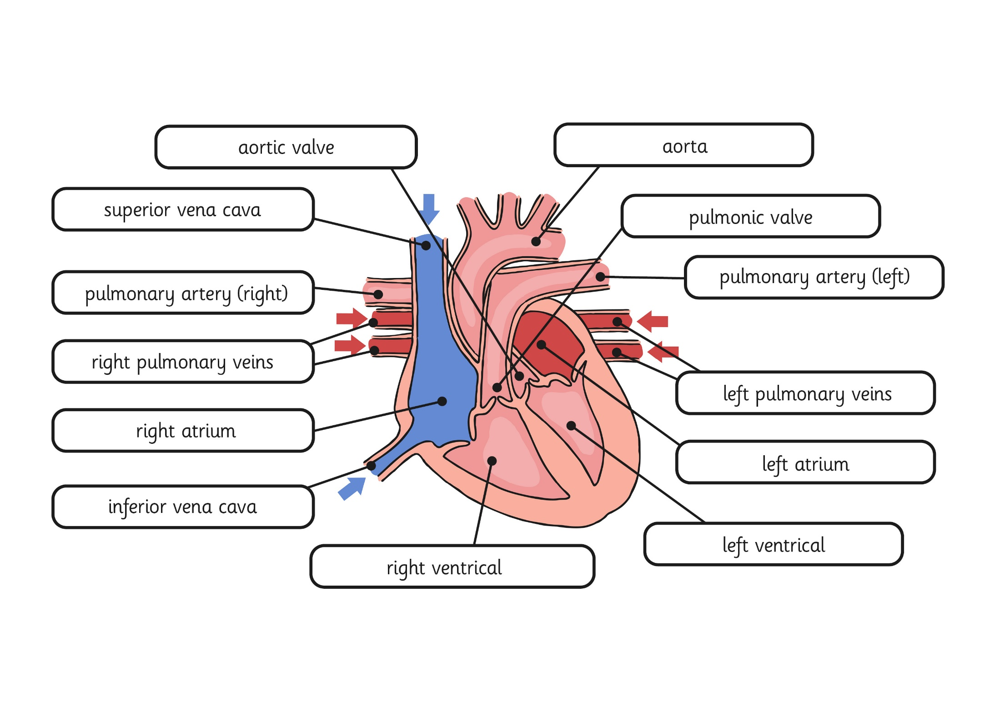 aortic valve
aorta
superior vena cava
pulmonic valve
pulmonary artery (right)
pulmonary artery (left)
right pulmonary veins
left pulmonary veins
right atrium
left atrium
inferior vena cava
left ventrical
right ventrical